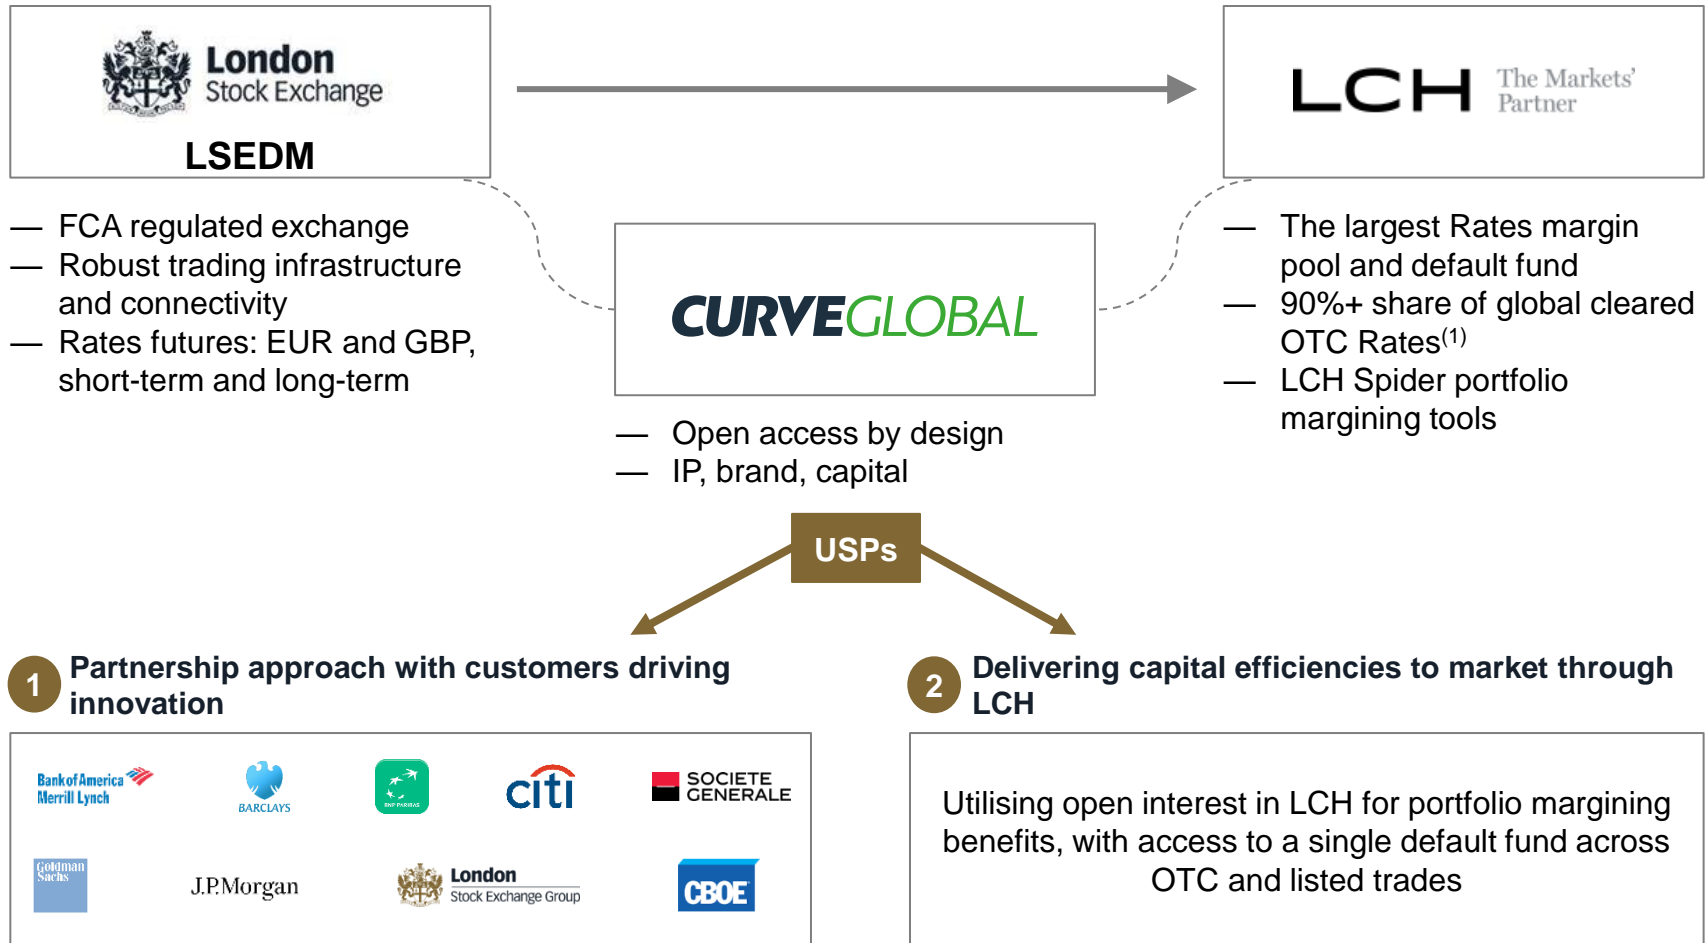 London
Stock Exchange
LSEDM
LCH
The Markets'
Partner
— FCA regulated exchange
— Robust trading infrastructure
and connectivity
— Rates futures: EUR and GBP,
short-term and long-term
CURVEGLOBAL
— Open access by design
— IP, brand, capital
— The largest Rates margin
pool and default fund
— 90%+ share of global cleared
OTC Rates(1)
— LCH Spider portfolio
margining tools
USPs
1 Partnership approach with customers driving
innovation
Bank of America
Merrill Lynch
BARCLAYS
BNP PARIBAS
citi
SOCIETE
GENERALE
Goldman
Sachs
J.P.Morgan
London
Stock Exchange Group
CBOE
2 Delivering capital efficiencies to market through
LCH
Utilising open interest in LCH for portfolio margining
benefits, with access to a single default fund across
OTC and listed trades